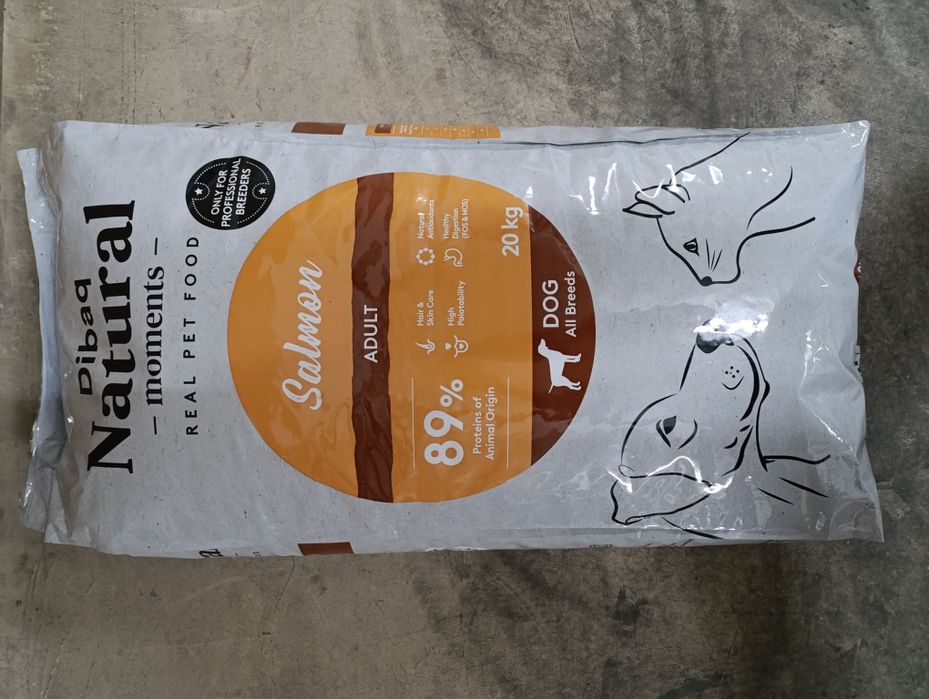 Dibaq
Natural
moments
REAL PET FOOD
ONLY FOR
PROFESSIONAL
BREEDERS
Salmon
ADULT
89%
Proteins of
Animal Origin
Hair &
Skin Care
High
Palatability
Natural
Antioxidants
Healthy
Digestion
(FOS & MOS)
20 kg
DOG
All Breeds